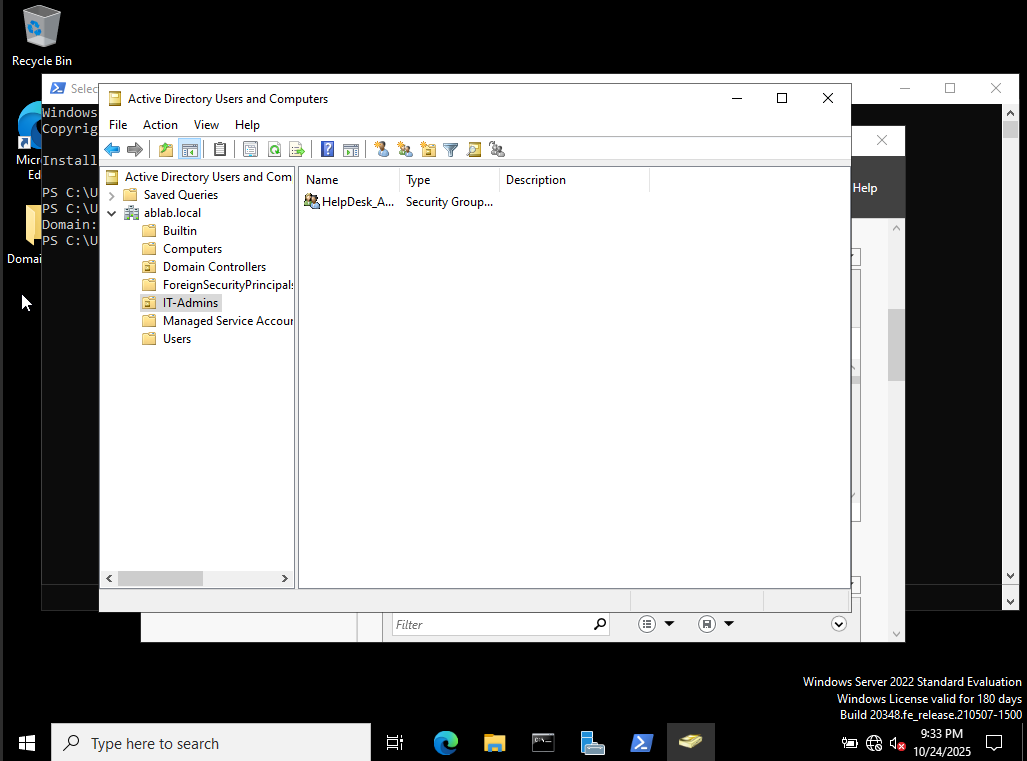 Recycle Bin
Selec
Active Directory Users and Computers
File Action View Help
Windows
Copyrig
Micr
Ed
Install
PS C:\U
PS C:\U
Domain:
PS C:\U
Domai
Active Directory Users and Com
Saved Queries
ablab.local
Builtin
Computers
Domain Controllers
ForeignSecurityPrincipals
IT-Admins
Managed Service Accour
Users
Name Type Description
HelpDesk_A... Security Group...
Help
Filter
Windows Server 2022 Standard Evaluation
Windows License valid for 180 days
Build 20348.fe_release.210507-1500
Type here to search
9:33 PM
10/24/2025